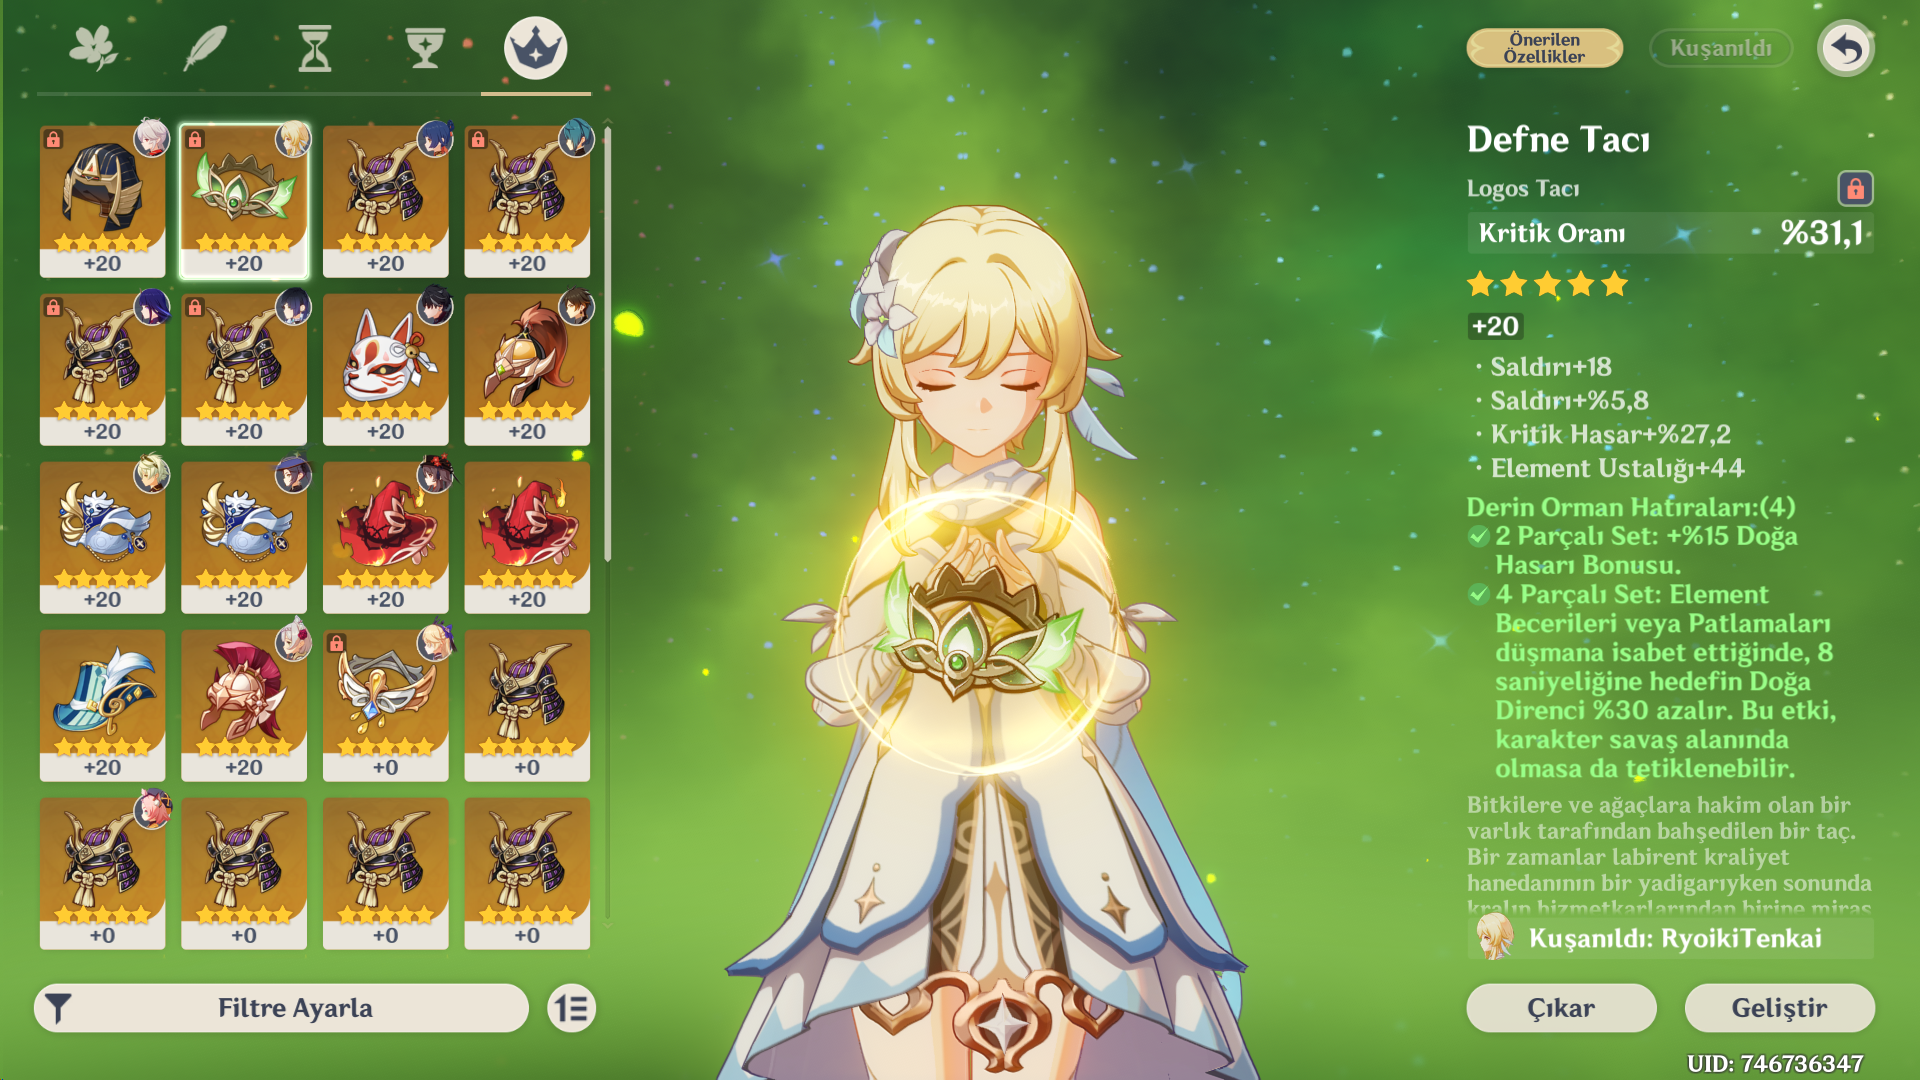 Önerilen
Özellikler
Kuşanıldı
Defne Tacı
Logos Tacı
Kritik Oranı %31,1
+20
· Saldırı+18
· Saldırı+%5,8
· Kritik Hasar+%27,2
· Element Ustalığı+44
Derin Orman Hatıraları:(4)
2 Parçalı Set: +%15 Doğa
Hasarı Bonusu.
4 Parçalı Set: Element
Becerileri veya Patlamaları
düşmana isabet ettiğinde, 8
saniyeliğine hedefin Doğa
Direnci %30 azalır. Bu etki,
karakter savaş alanında
olmasa da tetiklenebilir.
Bitkilere ve ağaçlara hakim olan bir
varlık tarafından bahşedilen bir taç.
Bir zamanlar labirent kraliyet
hanedanının bir yadigarıyken sonunda
kralın hizmetkarlarından birine miras
Kuşanıldı: RyoikiTenkai
Çıkar
Geliştir
UID: 746736347
+20 +20 +20 +20
+20 +20 +20 +20
+20 +20 +20 +20
+20 +20 +0 +0
+0 +0 +0 +0
Filtre Ayarla
1